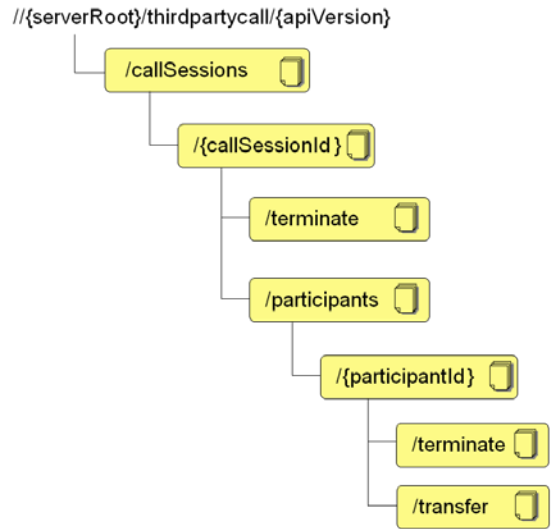 //{serverRoot}/thirdpartycall/{apiVersion}
/callSessions
/{callSessionId}
/terminate
/participants
/{participantId}
/terminate
/transfer